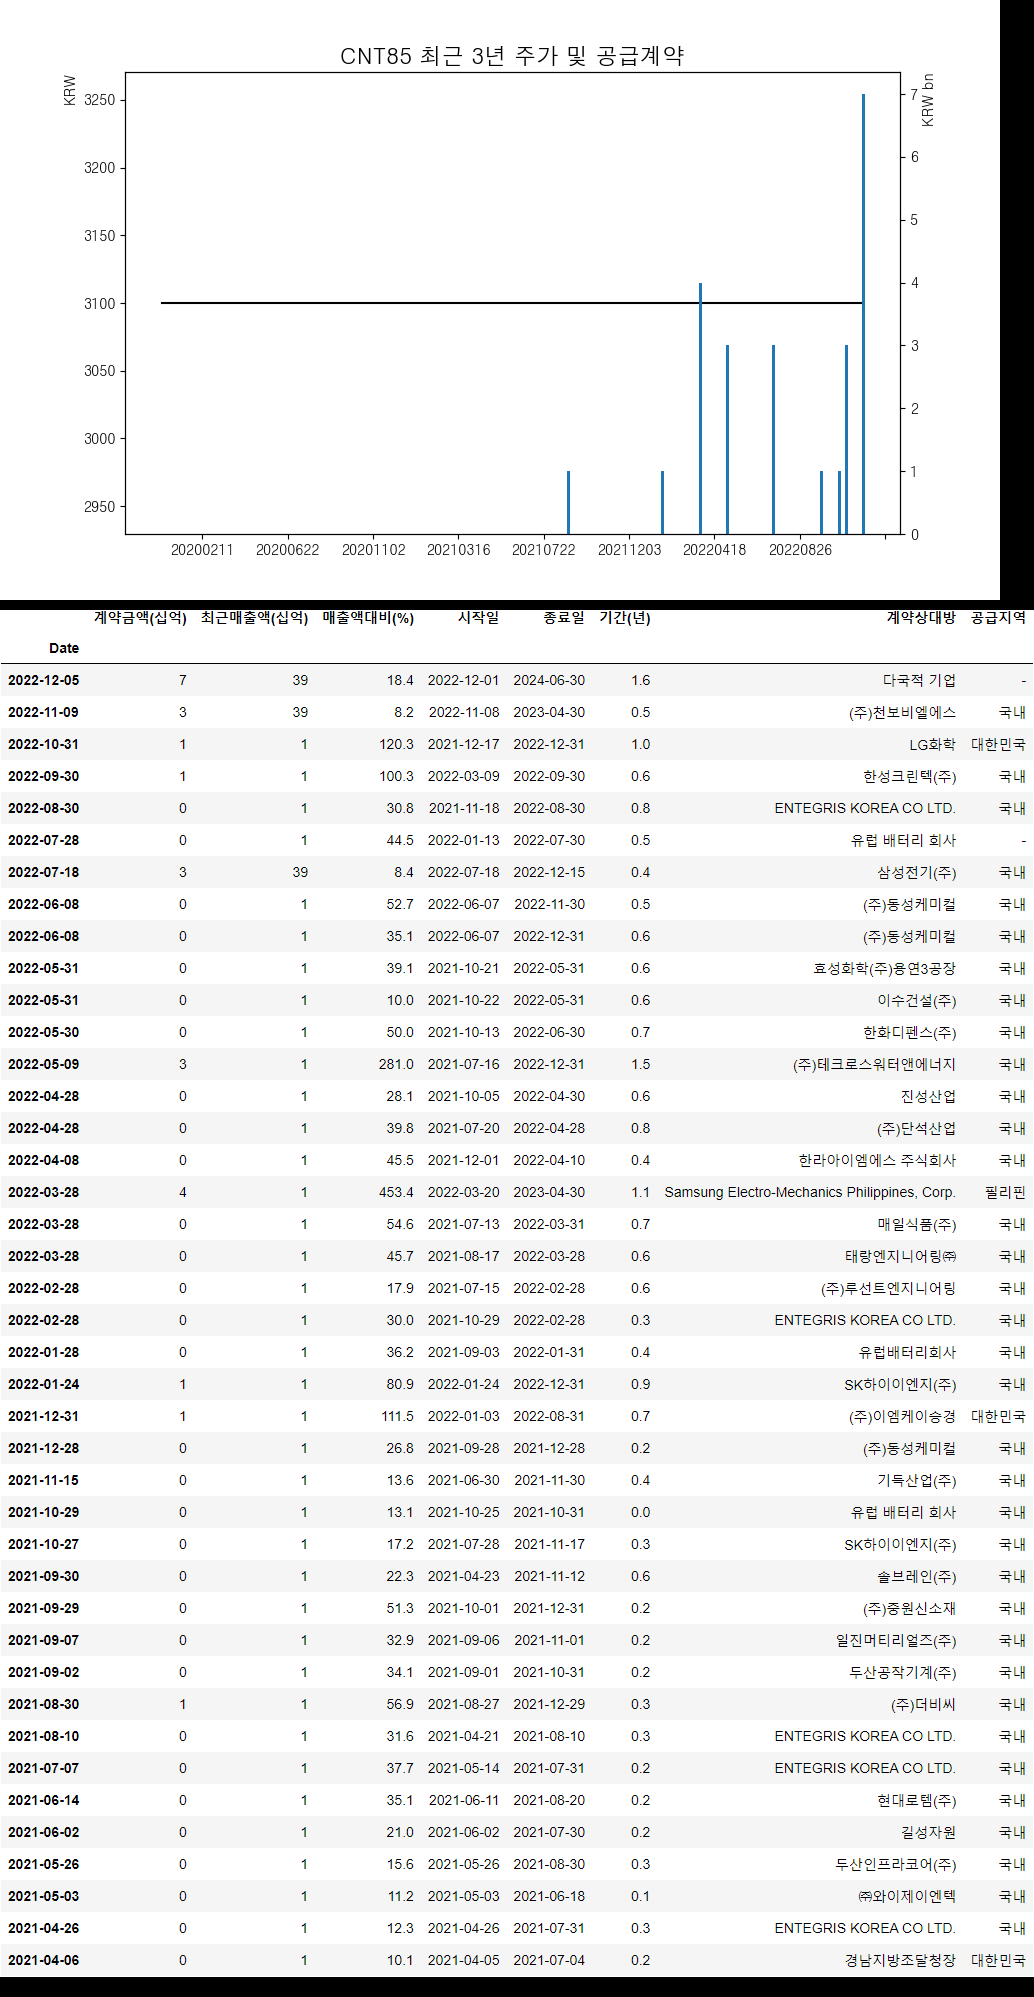 CNT85 최근 3년 주가 및 공급계약
KRW
KRW bn
3250
3200
3150
3100
3050
3000
2950
7
6
5
4
3
2
1
0
20200211 20200622 20201102 20210316 20210722 20211203 20220418 20220826
계약금액(십억) 최근매출액(십억) 매출액대비(%) 시작일 종료일 기간(년) 계약상대방 공급지역
Date
2022-12-05 7 39 18.4 2022-12-01 2024-06-30 1.6 다국적 기업 -
2022-11-09 3 39 8.2 2022-11-08 2023-04-30 0.5 (주)천보비엘에스 국내
2022-10-31 1 1 120.3 2021-12-17 2022-12-31 1.0 LG화학 대한민국
2022-09-30 1 1 100.3 2022-03-09 2022-09-30 0.6 한성크린텍(주) 국내
2022-08-30 0 1 30.8 2021-11-18 2022-08-30 0.8 ENTEGRIS KOREA CO LTD. 국내
2022-07-28 0 1 44.5 2022-01-13 2022-07-30 0.5 유럽 배터리 회사 -
2022-07-18 3 39 8.4 2022-07-18 2022-12-15 0.4 삼성전기(주) 국내
2022-06-08 0 1 52.7 2022-06-07 2022-11-30 0.5 (주)동성케미컬 국내
2022-06-08 0 1 35.1 2022-06-07 2022-12-31 0.6 (주)동성케미컬 국내
2022-05-31 0 1 39.1 2021-10-21 2022-05-31 0.6 효성화학(주)용연3공장 국내
2022-05-31 0 1 10.0 2021-10-22 2022-05-31 0.6 이수건설(주) 국내
2022-05-30 0 1 50.0 2021-10-13 2022-06-30 0.7 한화디펜스(주) 국내
2022-05-09 3 1 281.0 2021-07-16 2022-12-31 1.5 (주)테크로스워터앤에너지 국내
2022-04-28 0 1 28.1 2021-10-05 2022-04-30 0.6 진성산업 국내
2022-04-28 0 1 39.8 2021-07-20 2022-04-28 0.8 (주)단석산업 국내
2022-04-08 0 1 45.5 2021-12-01 2022-04-10 0.4 한라아이엠에스 주식회사 국내
2022-03-28 4 1 453.4 2022-03-20 2023-04-30 1.1 Samsung Electro-Mechanics Philippines, Corp. 필리핀
2022-03-28 0 1 54.6 2021-07-13 2022-03-31 0.7 매일식품(주) 국내
2022-03-28 0 1 45.7 2021-08-17 2022-03-28 0.6 태랑엔지니어링㈜ 국내
2022-02-28 0 1 17.9 2021-07-15 2022-02-28 0.6 (주)루선트엔지니어링 국내
2022-02-28 0 1 30.0 2021-10-29 2022-02-28 0.3 ENTEGRIS KOREA CO LTD. 국내
2022-01-28 0 1 36.2 2021-09-03 2022-01-31 0.4 유럽배터리회사 국내
2022-01-24 1 1 80.9 2022-01-24 2022-12-31 0.9 SK하이이엔지(주) 국내
2021-12-31 1 1 111.5 2022-01-03 2022-08-31 0.7 (주)이엠케이승경 대한민국
2021-12-28 0 1 26.8 2021-09-28 2021-12-28 0.2 (주)동성케미컬 국내
2021-11-15 0 1 13.6 2021-06-30 2021-11-30 0.4 기득산업(주) 국내
2021-10-29 0 1 13.1 2021-10-25 2021-10-31 0.0 유럽 배터리 회사 국내
2021-10-27 0 1 17.2 2021-07-28 2021-11-17 0.3 SK하이이엔지(주) 국내
2021-09-30 0 1 22.3 2021-04-23 2021-11-12 0.6 솔브레인(주) 국내
2021-09-29 0 1 51.3 2021-10-01 2021-12-31 0.2 (주)중원신소재 국내
2021-09-07 0 1 32.9 2021-09-06 2021-11-01 0.2 일진머티리얼즈(주) 국내
2021-09-02 0 1 34.1 2021-09-01 2021-10-31 0.2 두산공작기계(주) 국내
2021-08-30 1 1 56.9 2021-08-27 2021-12-29 0.3 (주)더비씨 국내
2021-08-10 0 1 31.6 2021-04-21 2021-08-10 0.3 ENTEGRIS KOREA CO LTD. 국내
2021-07-07 0 1 37.7 2021-05-14 2021-07-31 0.2 ENTEGRIS KOREA CO LTD. 국내
2021-06-14 0 1 35.1 2021-06-11 2021-08-20 0.2 현대로템(주) 국내
2021-06-02 0 1 21.0 2021-06-02 2021-07-30 0.2 길성자원 국내
2021-05-26 0 1 15.6 2021-05-26 2021-08-30 0.3 두산인프라코어(주) 국내
2021-05-03 0 1 11.2 2021-05-03 2021-06-18 0.1 ㈜와이제이엔텍 국내
2021-04-26 0 1 12.3 2021-04-26 2021-07-31 0.3 ENTEGRIS KOREA CO LTD. 국내
2021-04-06 0 1 10.1 2021-04-05 2021-07-04 0.2 경남지방조달청장 대한민국